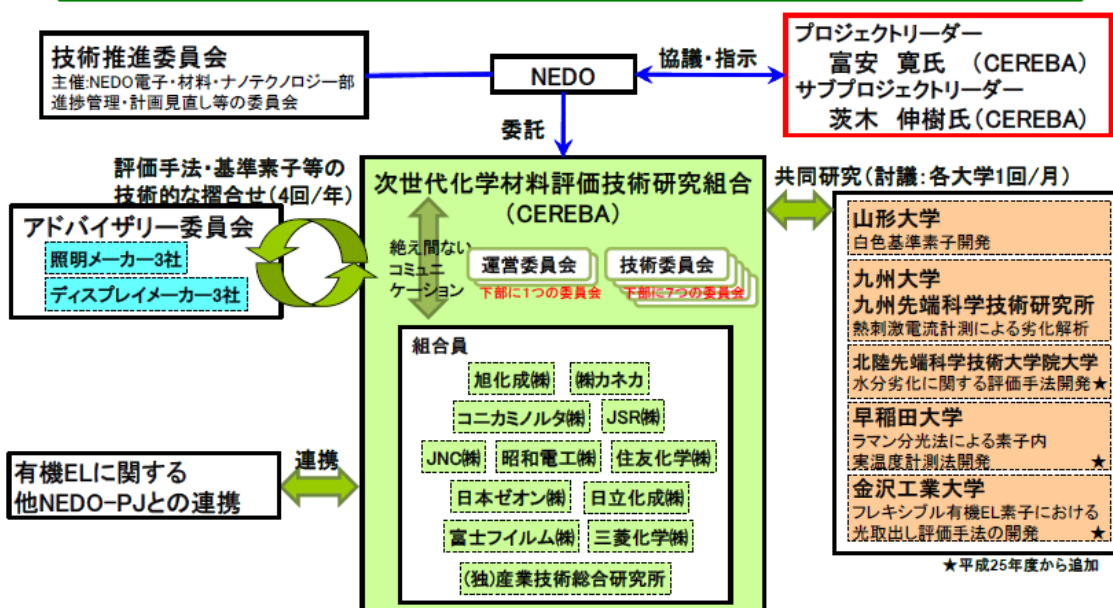 技術推進委員会
主催:NEDO電子・材料・ナノテクノロジー部
進捗管理・計画見直し等の委員会
NEDO
協議・指示
プロジェクトリーダー
富安 寛氏 (CEREBA)
サブプロジェクトリーダー
茨木 伸樹氏(CEREBA)
委託
評価手法・基準素子等の
技術的な摺合せ(4回/年)
アドバイザリー委員会
照明メーカー3社
ディスプレイメーカー3社
次世代化学材料評価技術研究組合
(CEREBA)
絶え間ない
コミュニ
ケーション
運営委員会
下部に1つの委員会
技術委員会
下部に7つの委員会
組合員
旭化成㈱
㈱カネカ
コニカミノルタ㈱
JSR㈱
JNC㈱
昭和電工㈱
住友化学㈱
日本ゼオン㈱
日立化成㈱
富士フイルム㈱
三菱化学㈱
(独)産業技術総合研究所
有機ELに関する
他NEDO-PJとの連携
連携
共同研究(討議:各大学1回/月)
山形大学
白色基準素子開発
九州大学
九州先端科学技術研究所
熱刺激電流計測による劣化解析
北陸先端科学技術大学院大学
水分劣化に関する評価手法開発★
早稲田大学
ラマン分光法による素子内
実温度計測法開発 ★
金沢工業大学
フレキシブル有機EL素子における
光取出し評価手法の開発 ★
★平成25年度から追加